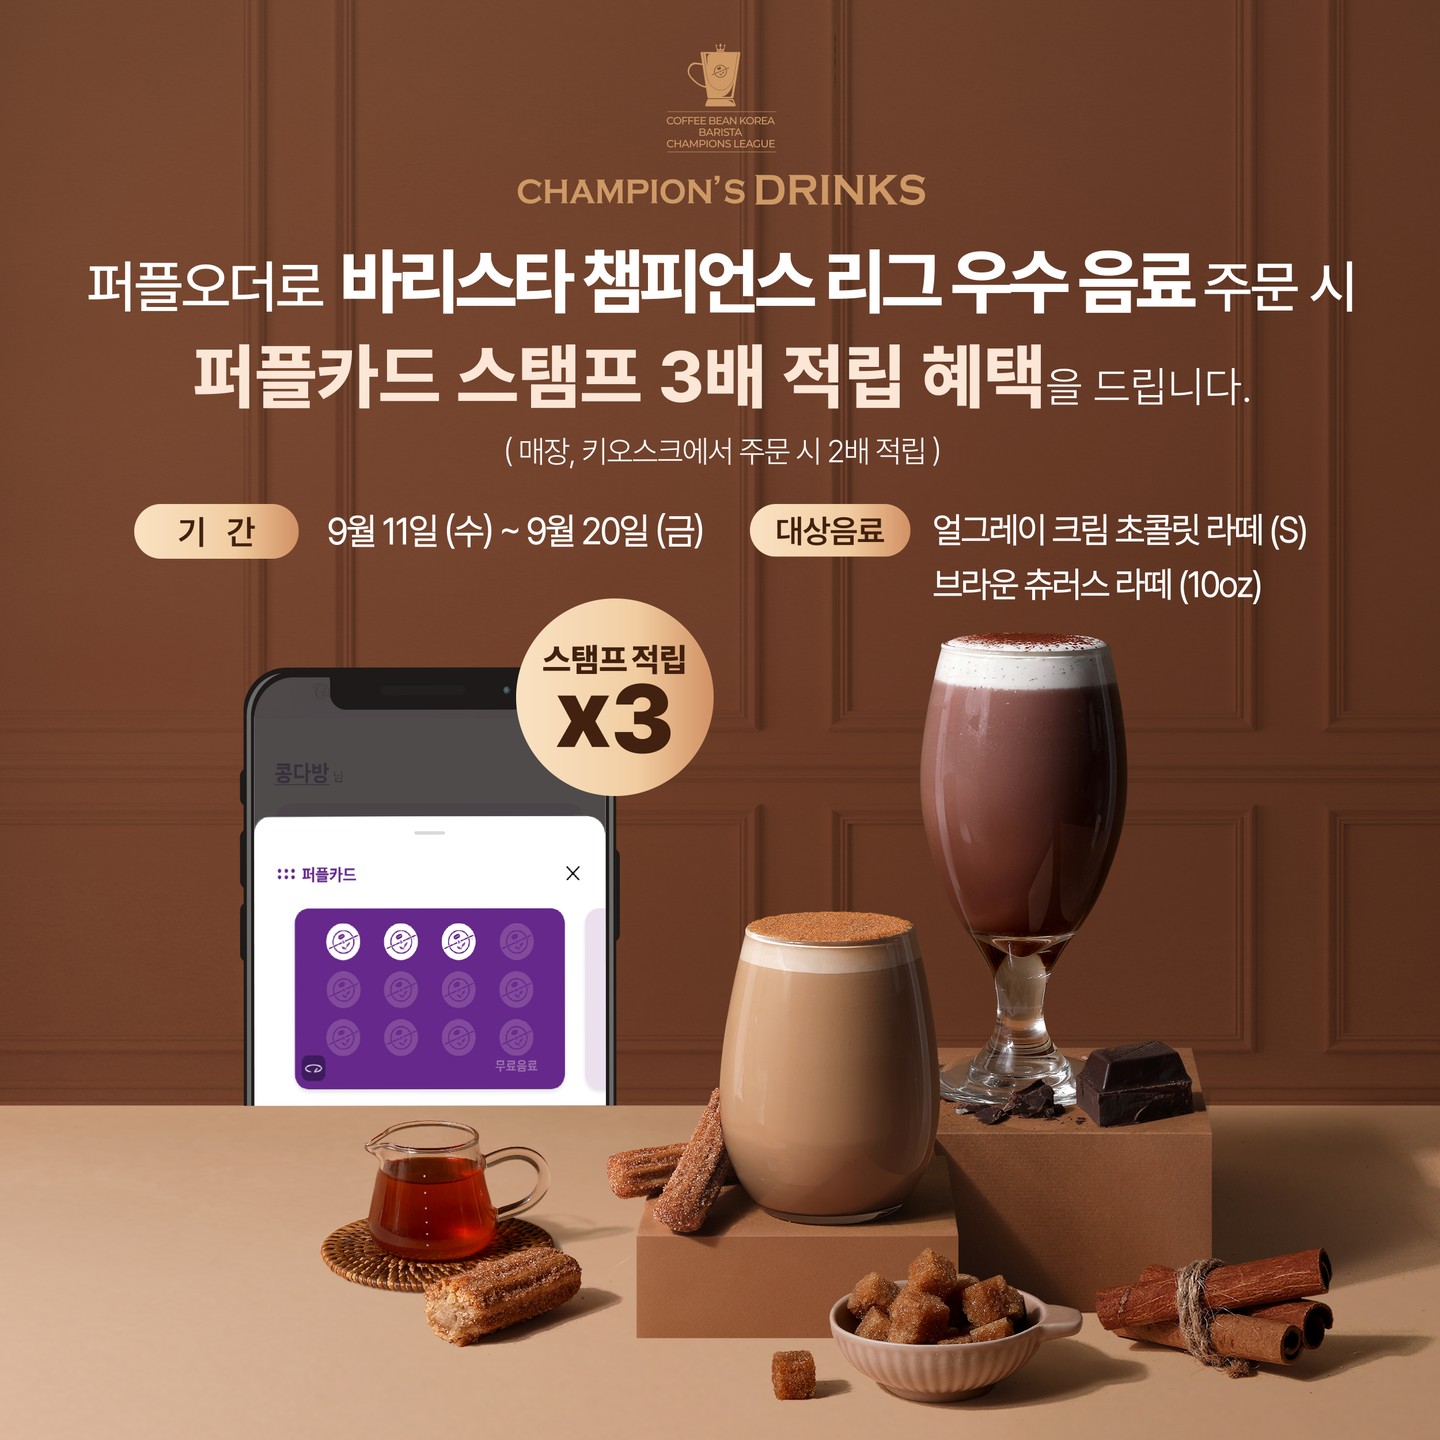 COFFEE BEAN KOREA
BARISTA
CHAMPIONS LEAGUE
CHAMPION'S DRINKS
퍼플오더로 바리스타 챔피언스 리그 우수 음료 주문 시
퍼플카드 스탬프 3배 적립 혜택을 드립니다.
( 매장, 키오스크에서 주문 시 2배 적립 )
기 간 9월 11일 (수) ~ 9월 20일 (금)
대상음료 얼그레이 크림 초콜릿 라떼 (S)
브라운 츄러스 라떼 (10oz)
스탬프 적립
x3
콩다방 님
퍼플카드
무료음료